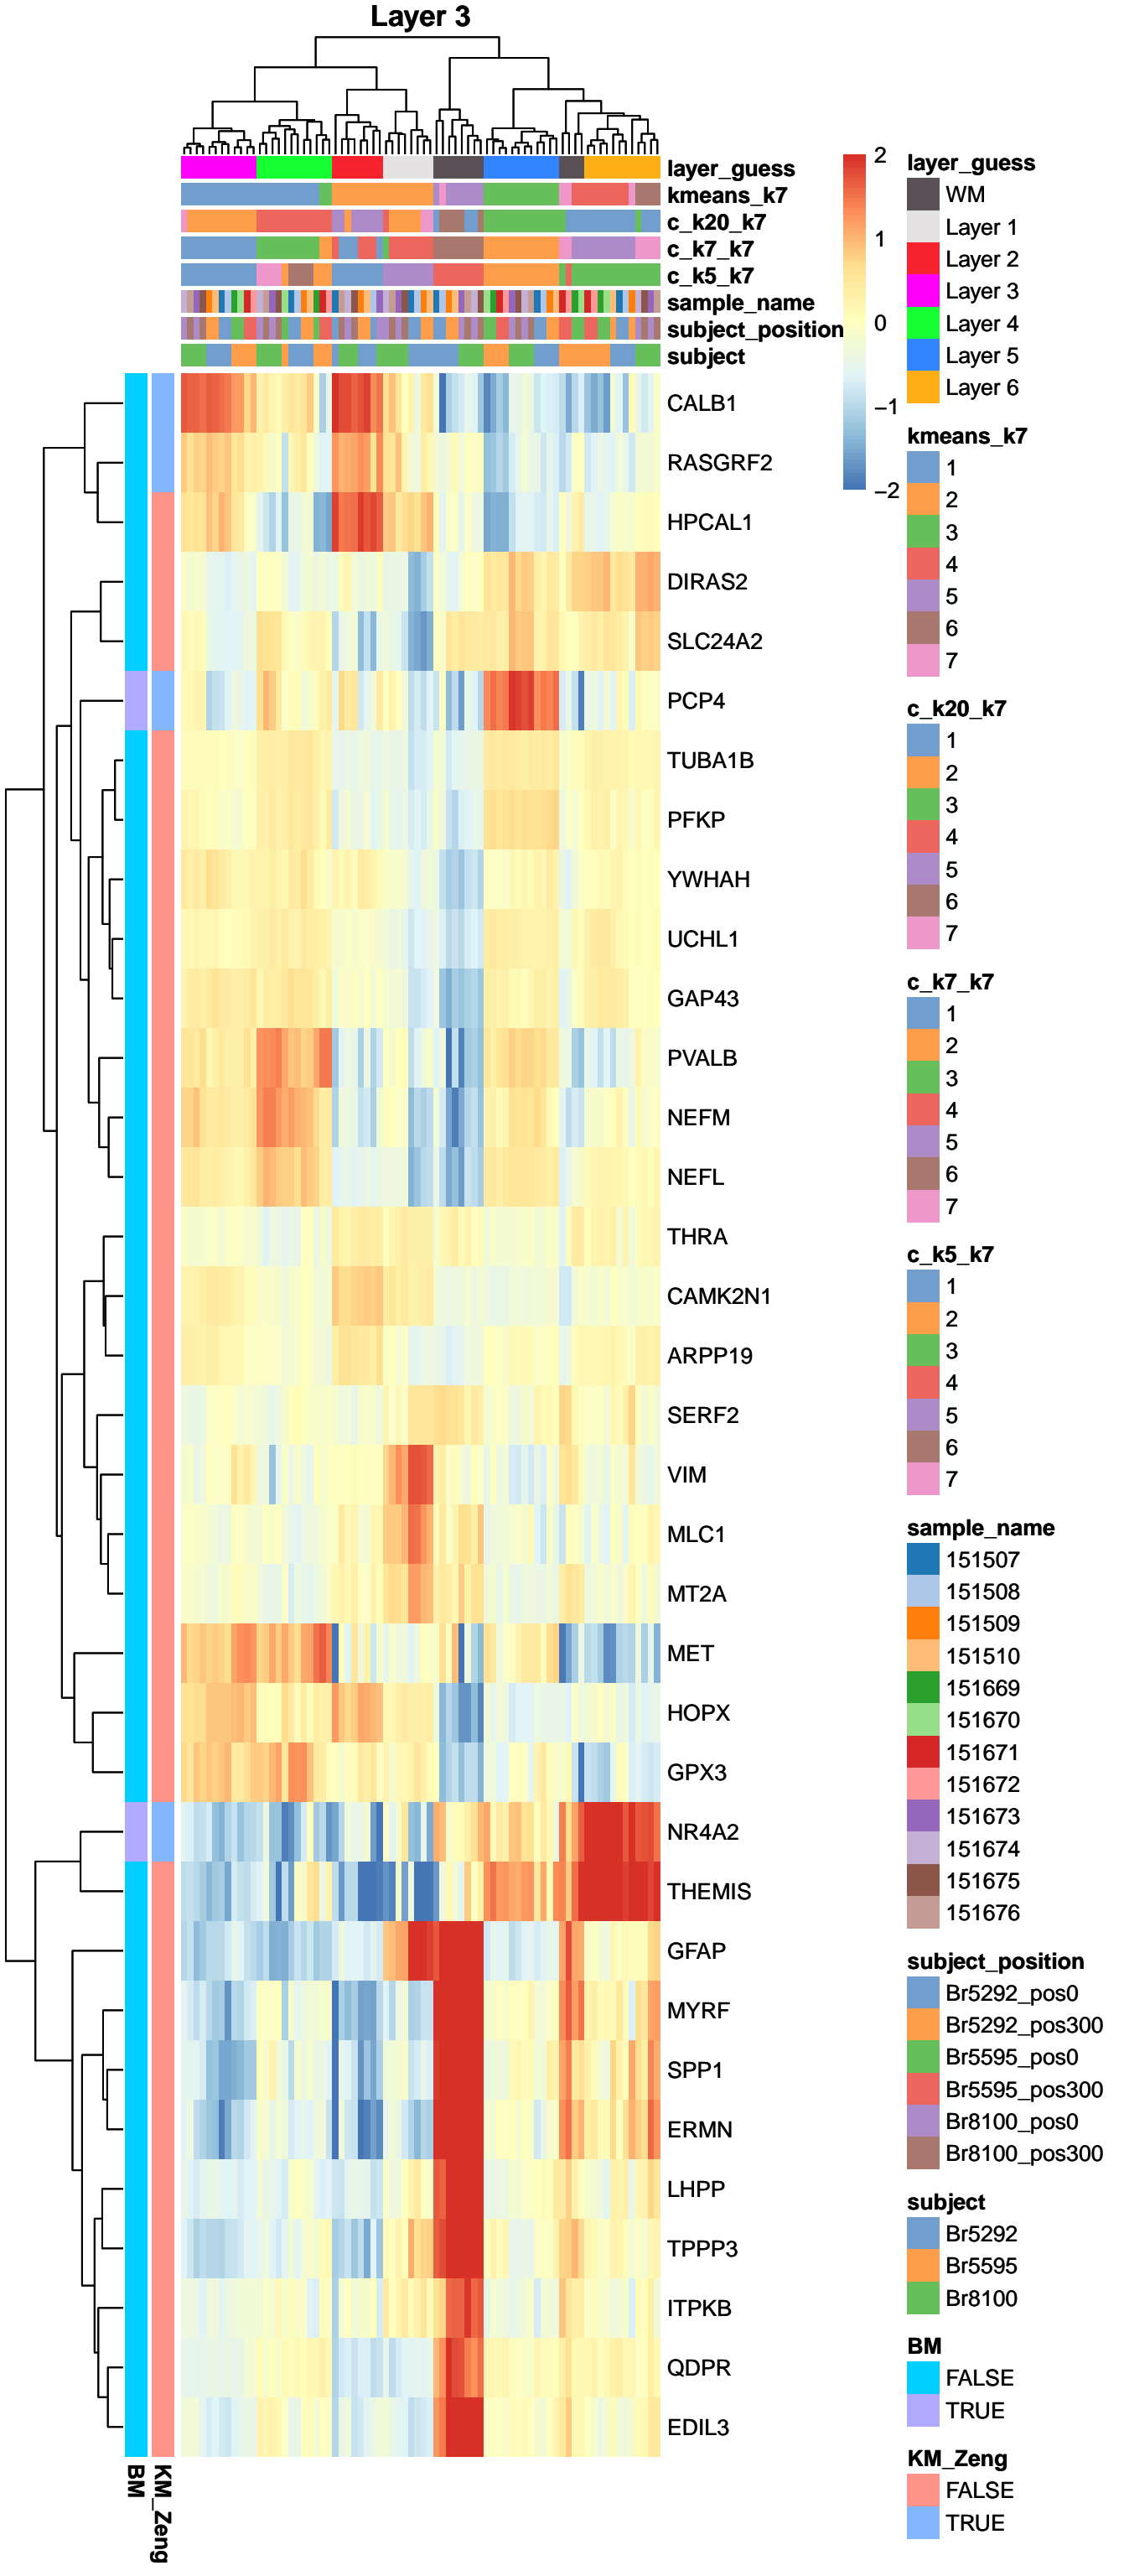 Layer 3
layer_guess
kmeans_k7
c_k20_k7
c_k7_k7
c_k5_k7
sample_name
subject_position
subject
CALB1
RASGRF2
HPCAL1
DIRAS2
SLC24A2
PCP4
TUBA1B
PFKP
YWHAH
UCHL1
GAP43
PVALB
NEFM
NEFL
THRA
CAMK2N1
ARPP19
SERF2
VIM
MLC1
MT2A
MET
HOPX
GPX3
NR4A2
THEMIS
GFAP
MYRF
SPP1
ERMN
LHPP
TPPP3
ITPKB
QDPR
EDIL3
BM
KM_Zeng
2
1
0
−1
−2
layer_guess
WM
Layer 1
Layer 2
Layer 3
Layer 4
Layer 5
Layer 6
kmeans_k7
1
2
3
4
5
6
7
c_k20_k7
1
2
3
4
5
6
7
c_k7_k7
1
2
3
4
5
6
7
c_k5_k7
1
2
3
4
5
6
7
sample_name
151507
151508
151509
151510
151669
151670
151671
151672
151673
151674
151675
151676
subject_position
Br5292_pos0
Br5292_pos300
Br5595_pos0
Br5595_pos300
Br8100_pos0
Br8100_pos300
subject
Br5292
Br5595
Br8100
BM
FALSE
TRUE
KM_Zeng
FALSE
TRUE